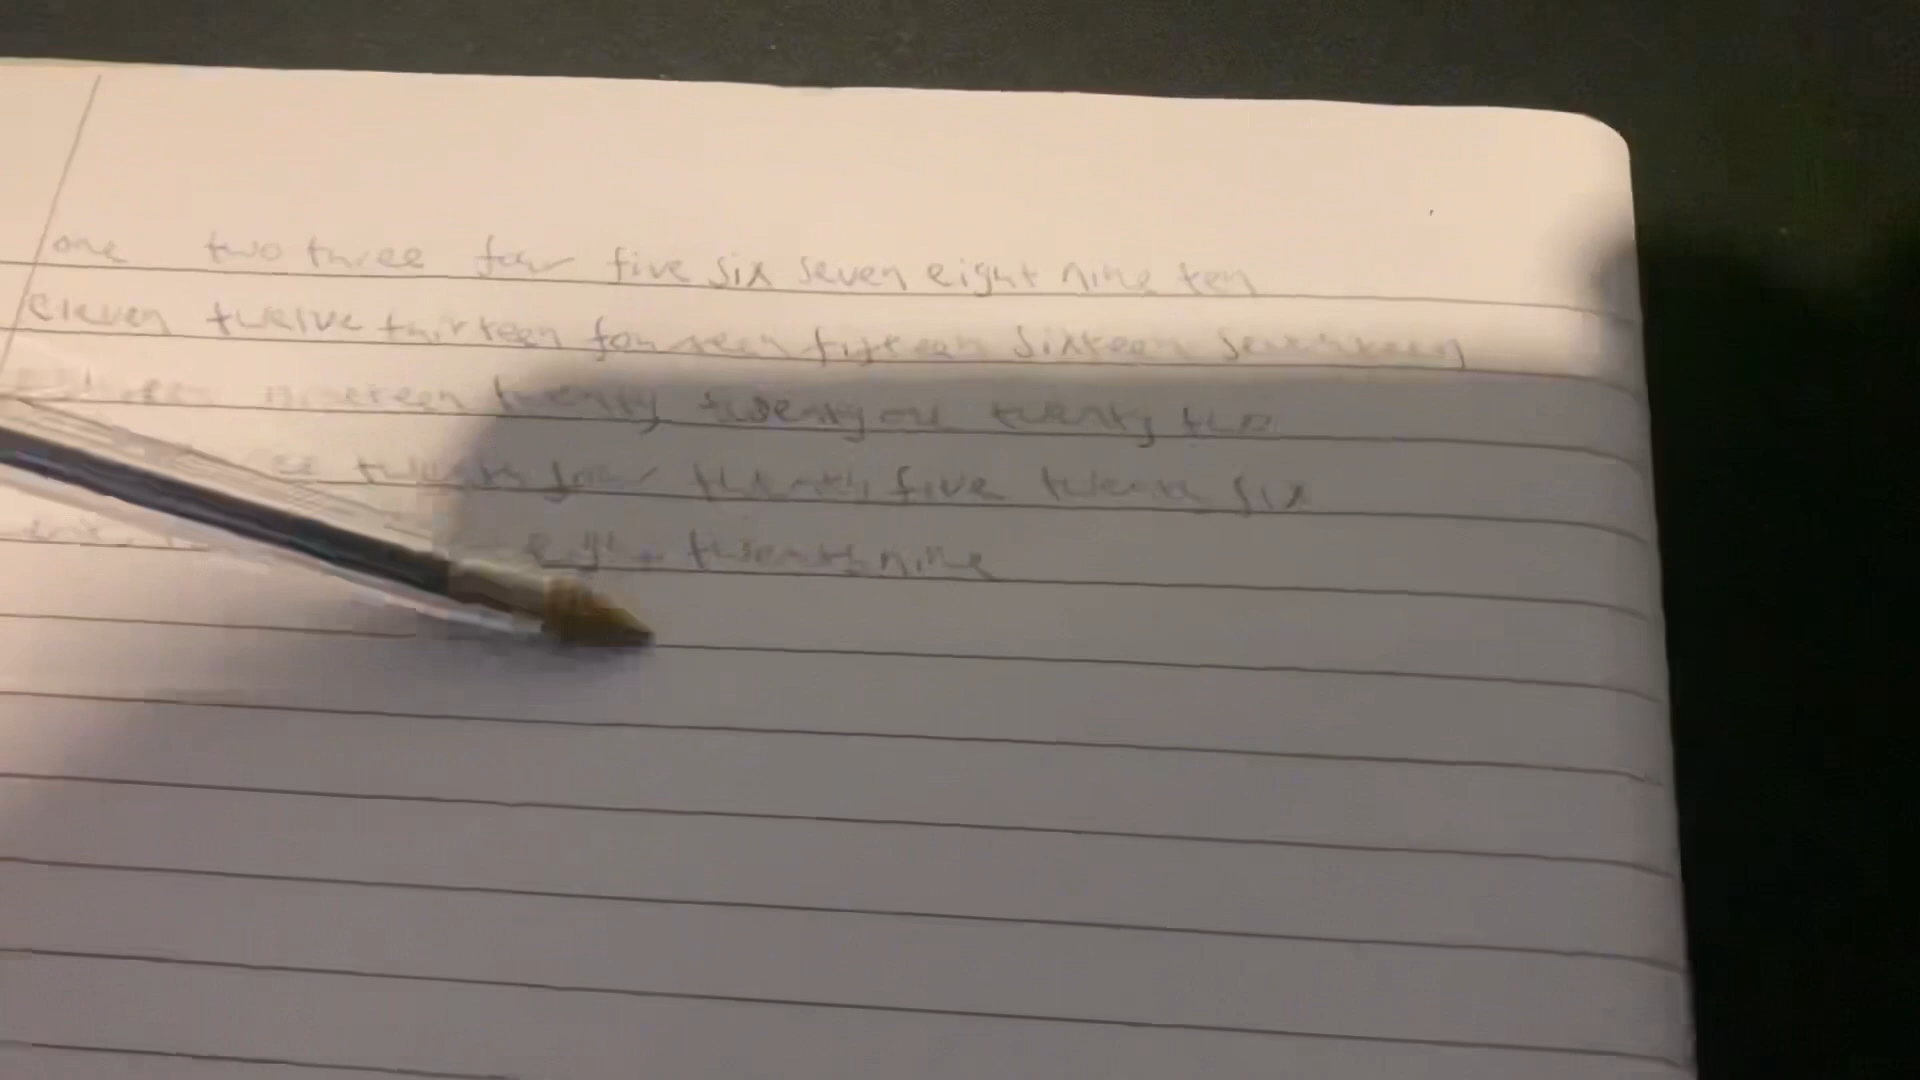 one two three four five six seven eight nine ten
eleven twelve thirteen fourteen fifteen sixteen seventeen
nineteen twenty twenty one twenty two
twenty four twenty five twenty six
eight twenty nine